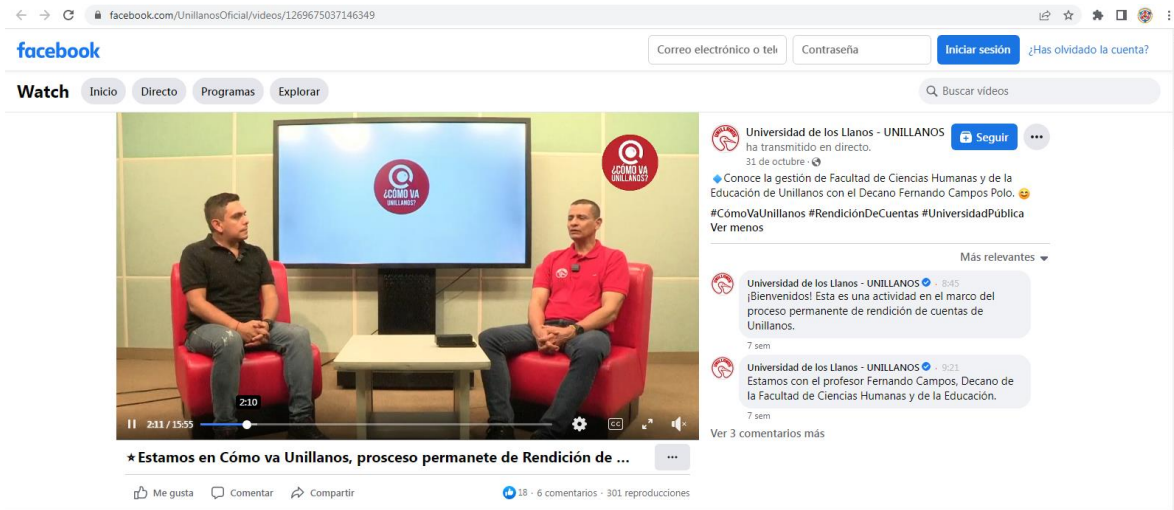 facebook.com/UnillanosOficial/videos/1269675037146349
facebook
Correo electrónico o telé
Contraseña
Iniciar sesión
¿Has olvidado la cuenta?
Watch
Inicio
Directo
Programas
Explorar
Buscar vídeos
¿CÓMO VA
UNILLANOS?
¿CÓMO VA
UNILLANOS?
2:10
2:11 / 15:55
CC
★Estamos en Cómo va Unillanos, prosceso permanete de Rendición de ...
Me gusta
Comentar
Compartir
18 · 6 comentarios · 301 reproducciones
Universidad de los Llanos - UNILLANOS
ha transmitido en directo.
31 de octubre ·
Seguir
Conoce la gestión de Facultad de Ciencias Humanas y de la
Educación de Unillanos con el Decano Fernando Campos Polo.
#CómoVaUnillanos #RendiciónDeCuentas #UniversidadPública
Ver menos
Más relevantes
Universidad de los Llanos - UNILLANOS · 8:45
¡Bienvenidos! Esta es una actividad en el marco del
proceso permanente de rendición de cuentas de
Unillanos.
7 sem
Universidad de los Llanos - UNILLANOS · 9:21
Estamos con el profesor Fernando Campos, Decano de
la Facultad de Ciencias Humanas y de la Educación.
7 sem
Ver 3 comentarios más